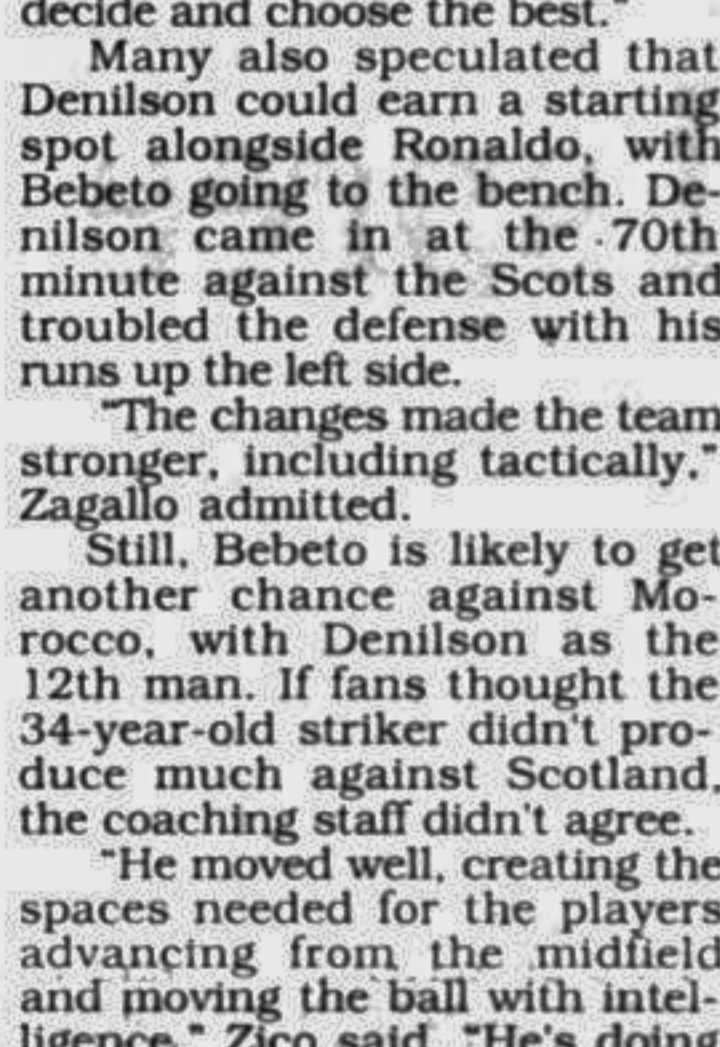 decide and choose the best."
Many also speculated that
Denilson could earn a starting
spot alongside Ronaldo, with
Bebeto going to the bench. De-
nilson came in at the 70th
minute against the Scots and
troubled the defense with his
runs up the left side.
"The changes made the team
stronger, including tactically,"
Zagallo admitted.
Still, Bebeto is likely to get
another chance against Mo-
rocco, with Denilson as the
12th man. If fans thought the
34-year-old striker didn't pro-
duce much against Scotland,
the coaching staff didn't agree.
"He moved well, creating the
spaces needed for the players
advancing from the midfield
and moving the ball with intel-
ligence," Zico said. "He's doing